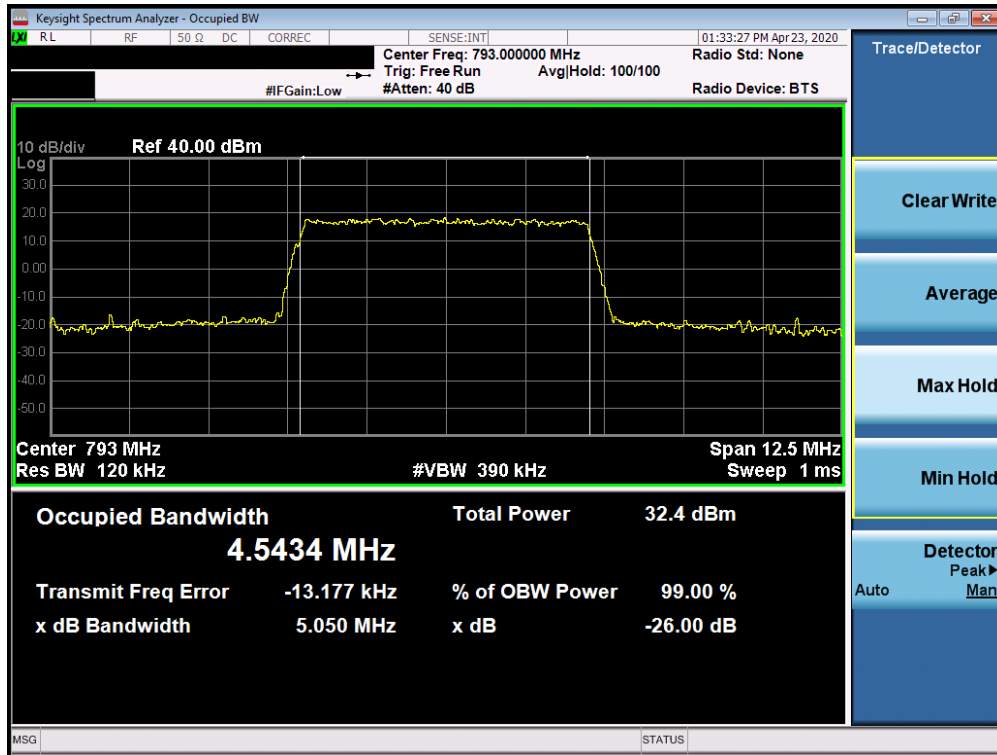 Keysight Spectrum Analyzer - Occupied BW
LXI RL RF 50 Ω DC CORREC SENSE:INT 01:33:27 PM Apr 23, 2020
Center Freq: 793.000000 MHz Radio Std: None
Trig: Free Run Avg|Hold: 100/100
#IFGain:Low #Atten: 40 dB Radio Device: BTS
Trace/Detector
10 dB/div Ref 40.00 dBm
Log
30.0
20.0
10.0
0.00
-10.0
-20.0
-30.0
-40.0
-50.0
Center 793 MHz Span 12.5 MHz
Res BW 120 kHz #VBW 390 kHz Sweep 1 ms
Occupied Bandwidth Total Power 32.4 dBm
4.5434 MHz
Transmit Freq Error -13.177 kHz % of OBW Power 99.00 %
x dB Bandwidth 5.050 MHz x dB -26.00 dB
Clear Write
Average
Max Hold
Min Hold
Detector
Peak▶
Auto Man
MSG STATUS